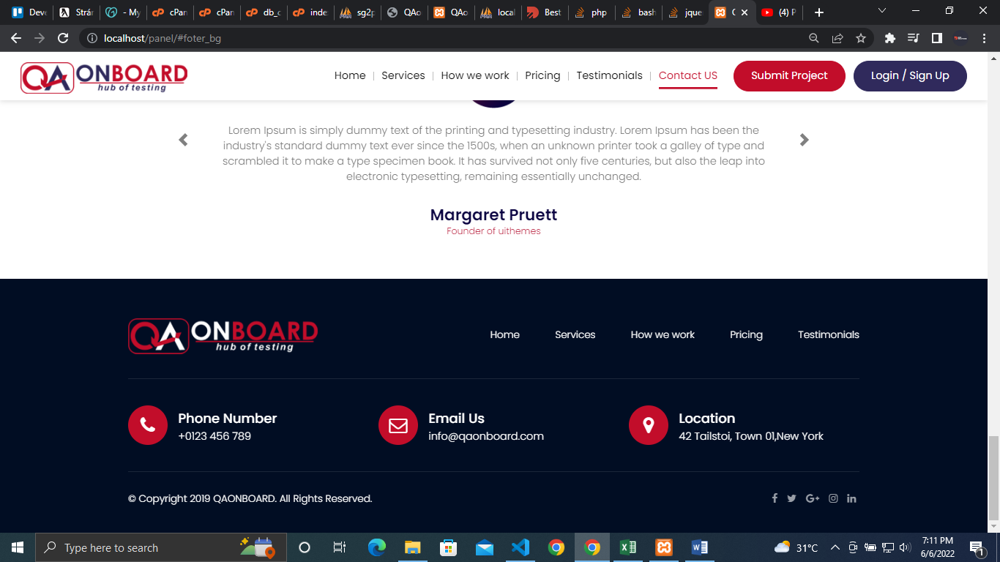 Deve
Strán
- My
cPan
cPan
db_c
inde
sg2p
QAo
QAo
local
Best
php
bash
jque
(4) P
localhost/panel/#foter_bg
QA ONBOARD
hub of testing
Home
Services
How we work
Pricing
Testimonials
Contact US
Submit Project
Login / Sign Up
Lorem Ipsum is simply dummy text of the printing and typesetting industry. Lorem Ipsum has been the
industry's standard dummy text ever since the 1500s, when an unknown printer took a galley of type and
scrambled it to make a type specimen book. It has survived not only five centuries, but also the leap into
electronic typesetting, remaining essentially unchanged.
Margaret Pruett
Founder of uithemes
QA ONBOARD
hub of testing
Home
Services
How we work
Pricing
Testimonials
Phone Number
+0123 456 789
Email Us
info@qaonboard.com
Location
42 Tailstoi, Town 01,New York
© Copyright 2019 QAONBOARD. All Rights Reserved.
Type here to search
31°C
7:11 PM
6/6/2022
1